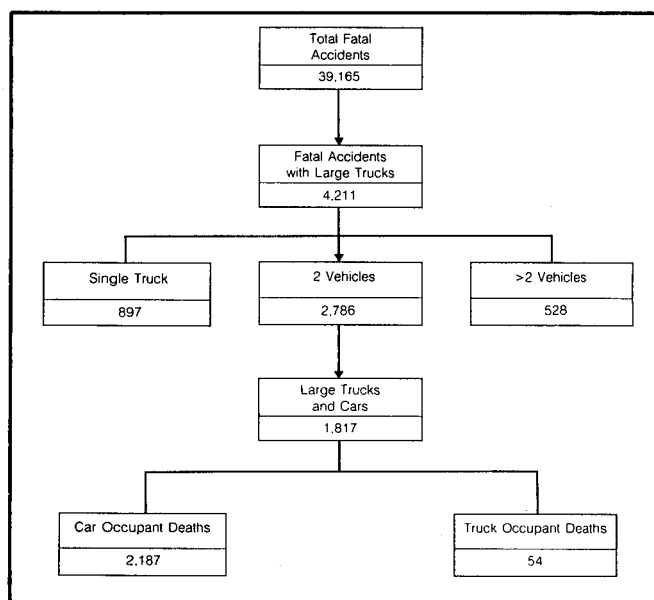 Total Fatal
Accidents
39,165
Fatal Accidents
with Large Trucks
4,211
Single Truck
897
2 Vehicles
2,786
>2 Vehicles
528
Large Trucks
and Cars
1,817
Car Occupant Deaths
2,187
Truck Occupant Deaths
54